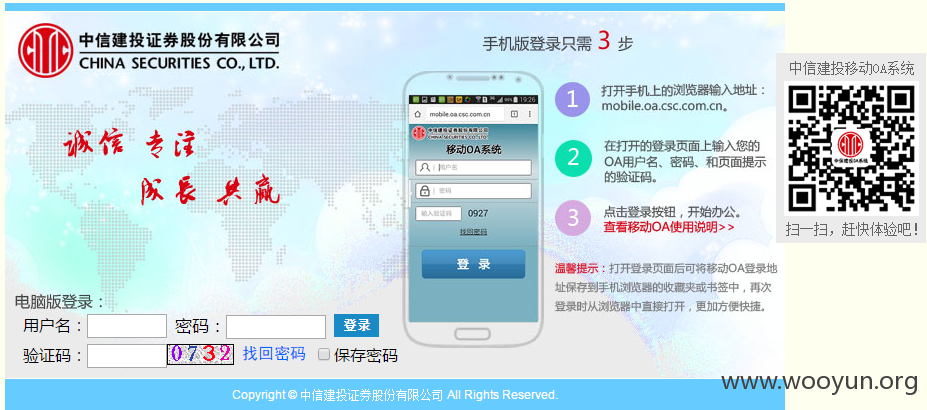 中信建投证券股份有限公司
CHINA SECURITIES CO., LTD.
诚信 专注
成長 共赢
手机版登录只需 3 步
19:26
mobile.oa.csc.com.cn
中信建投证券股份有限公司
CHINA SECURITIES CO., LTD.
移动OA系统
用户名
密码
输入验证码 0927
找回密码
登 录
1 打开手机上的浏览器输入地址：
mobile.oa.csc.com.cn。
2 在打开的登录页面上输入您的
OA用户名、密码、和页面提示
的验证码。
3 点击登录按钮，开始办公。
查看移动OA使用说明>>
温馨提示：打开登录页面后可将移动OA登录地
址保存到手机浏览器的收藏夹或书签中，再次
登录时从浏览器中直接打开，更加方便快捷。
中信建投移动OA系统
扫一扫，赶快体验吧！
电脑版登录：
用户名： 密码： 登录
验证码： 0732 找回密码 保存密码
Copyright © 中信建投证券股份有限公司 All Rights Reserved.
www.wooyun.org